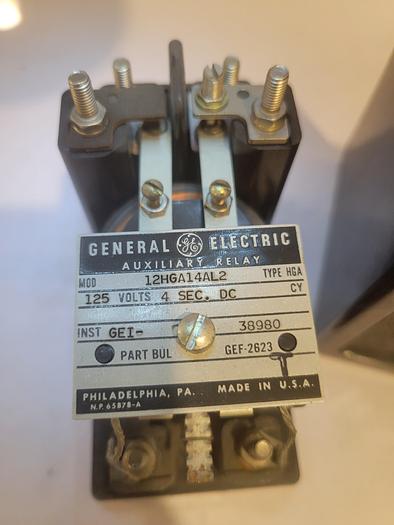 GENERAL GE ELECTRIC
AUXILIARY RELAY
MOD 12HGA14AL2 TYPE HGA
125 VOLTS 4 SEC. DC CY
INST GEI- 38980
PART BUL GEF-2623
PHILADELPHIA, PA. MADE IN U.S.A.
N.P. 65878-A